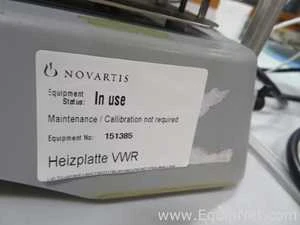 NOVARTIS
Equipment
Status: In use
Maintenance / Calibration not required
Equipment No: 151385
Heizplatte VWR
www.EquipNet.com